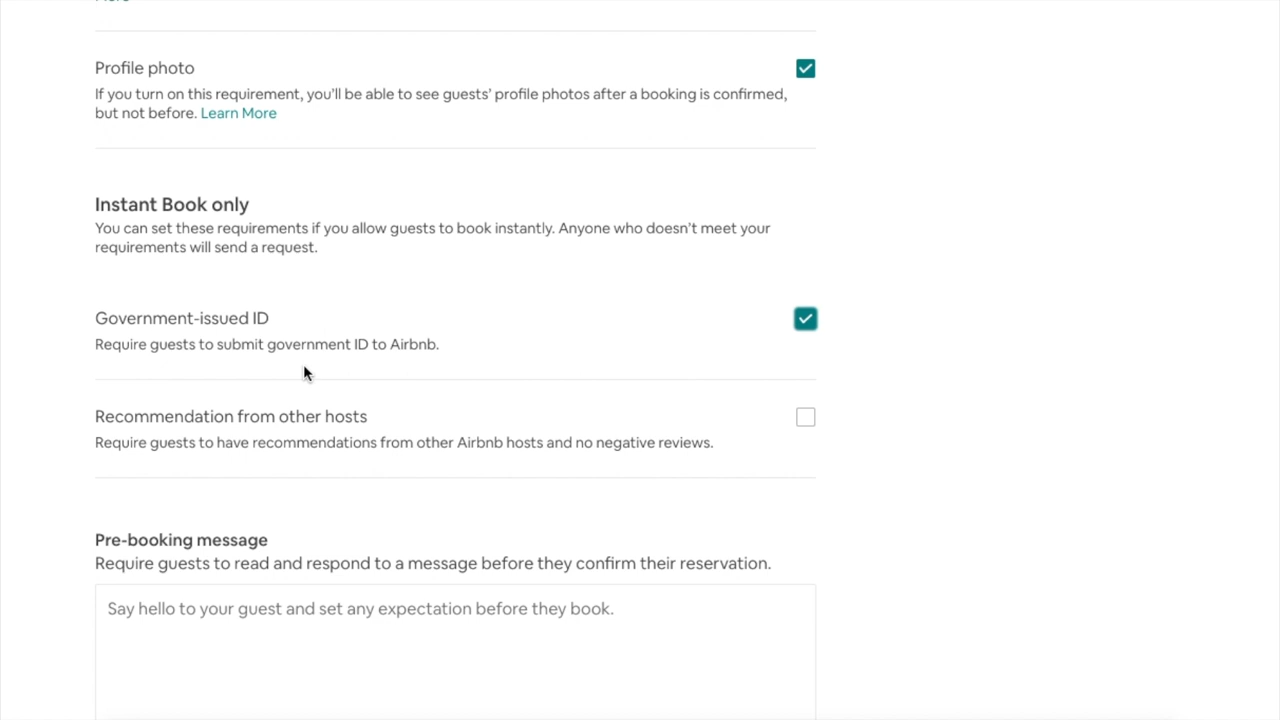 Profile photo
If you turn on this requirement, you'll be able to see guests' profile photos after a booking is confirmed,
but not before. Learn More
Instant Book only
You can set these requirements if you allow guests to book instantly. Anyone who doesn't meet your
requirements will send a request.
Government-issued ID
Require guests to submit government ID to Airbnb.
Recommendation from other hosts
Require guests to have recommendations from other Airbnb hosts and no negative reviews.
Pre-booking message
Require guests to read and respond to a message before they confirm their reservation.
Say hello to your guest and set any expectation before they book.